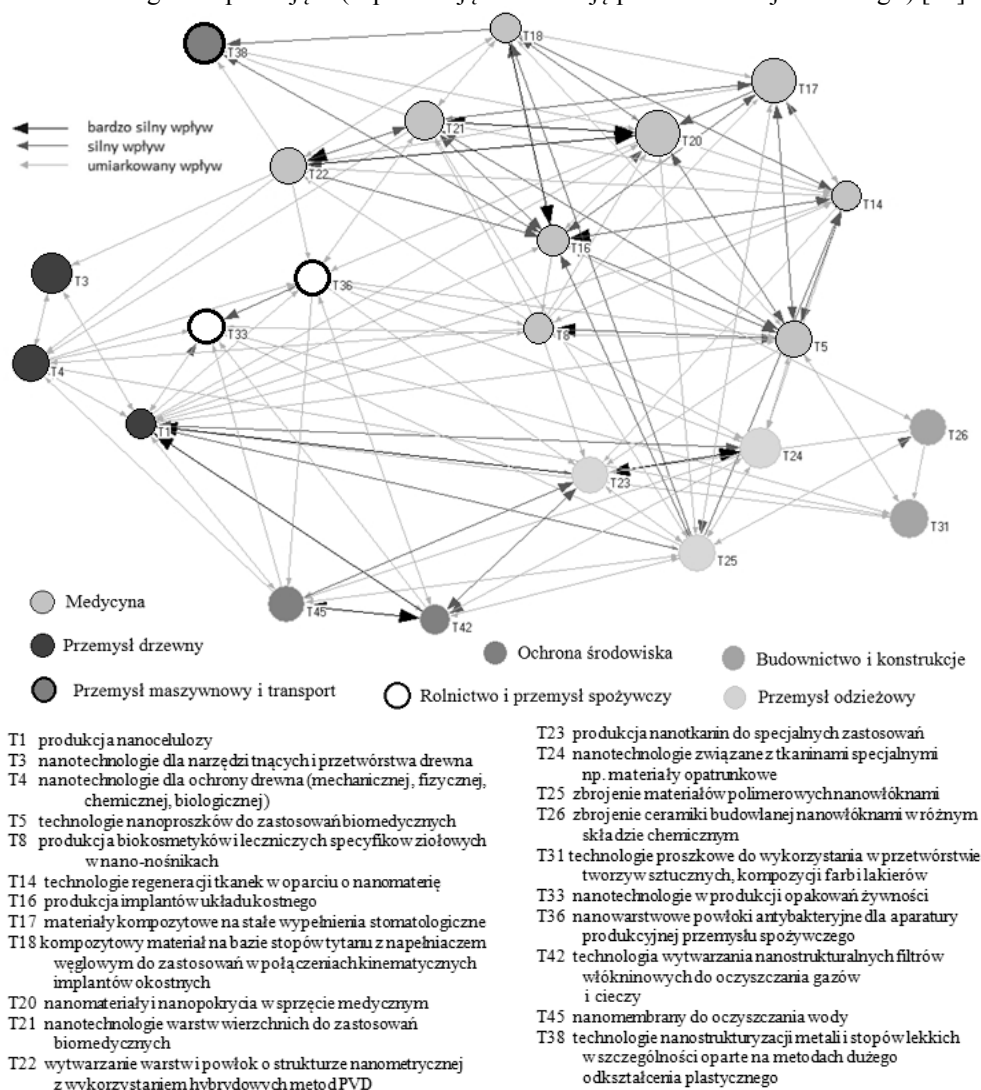 T38
T18
T17
bardzo silny wpływ
silny wpływ
umiarkowany wpływ
T21
T20
T22
T14
T16
T3
T36
T33
T8
T5
T4
T1
T26
T24
T23
T31
T25
T45
T42
Medycyna
Przemysł drzewny
Ochrona środowiska
Budownictwo i konstrukcje
Przemysł maszywnowy i transport
Rolnictwo i przemysł spożywczy
Przemysł odzieżowy
T1 produkcja nanocelulozy
T3 nanotechnologie dla narzędzi tnących i przetwórstwa drewna
T4 nanotechnologie dla ochrony drewna (mechanicznej, fizycznej,
chemicznej, biologicznej)
T5 technologie nanoproszków do zastosowań biomedycznych
T8 produkcja biokosmetyków i leczniczych specyfikow ziołowych
w nano-nośnikach
T14 technologie regeneracji tkanek w oparciu o nanomaterię
T16 produkcja implantów układu kostnego
T17 materiały kompozytowe na stałe wypełnienia stomatologiczne
T18 kompozytowy materiał na bazie stopów tytanu z napełniaczem
węglowym do zastosowań w połączeniach kinematycznych
implantów okostnych
T20 nanomateriały i nanopokrycia w sprzęcie medycznym
T21 nanotechnologie warstw wierzchnich do zastosowań
biomedycznych
T22 wytwarzanie warstw i powłok o strukturze nanometrycznej
z wykorzystaniem hybrydowych metod PVD
T23 produkcja nanotkanin do specjalnych zastosowań
T24 nanotechnologie związane z tkaninami specjalnymi
np. materiały opatrunkowe
T25 zbrojenie materiałów polimerowych nanowłóknami
T26 zbrojenie ceramiki budowlanej nanowłóknami w różnym
składzie chemicznym
T31 technologie proszkowe do wykorzystania w przetwórstwie
tworzyw sztucznych, kompozycji farb i lakierów
T33 nanotechnologie w produkcji opakowań żywności
T36 nanowarstwowe powłoki antybakteryjne dla aparatury
produkcyjnej przemysłu spożywczego
T42 technologia wytwarzania nanostrukturalnych filtrów
włókninowych do oczyszczania gazów
i cieczy
T45 nanomembrany do oczyszczania wody
T38 technologie nanostrukturyzacji metali i stopów lekkich
w szczególności oparte na metodach dużego
odkształcenia plastycznego